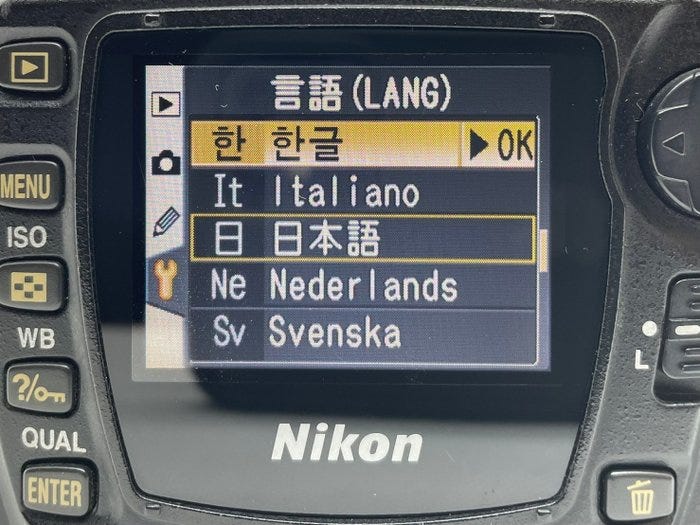 言語(LANG)
한 한글 ▶OK
It Italiano
日 日本語
Ne Nederlands
Sv Svenska
MENU
ISO
WB
?/
QUAL
ENTER
L
Nikon